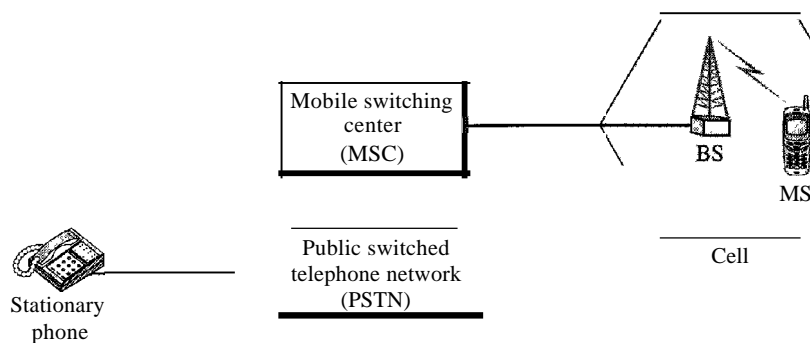 Mobile switching
center
(MSC)
BS
MS
Public switched
telephone network
(PSTN)
Cell
Stationary
phone